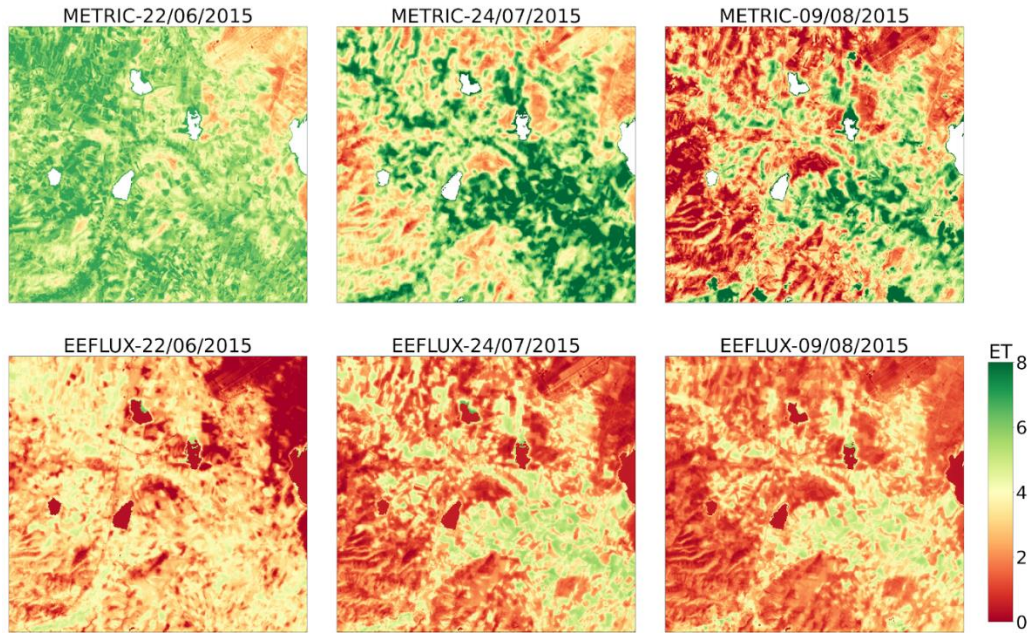 METRIC-22/06/2015
METRIC-24/07/2015
METRIC-09/08/2015
EEFLUX-22/06/2015
EEFLUX-24/07/2015
EEFLUX-09/08/2015
ET
8
6
4
2
0